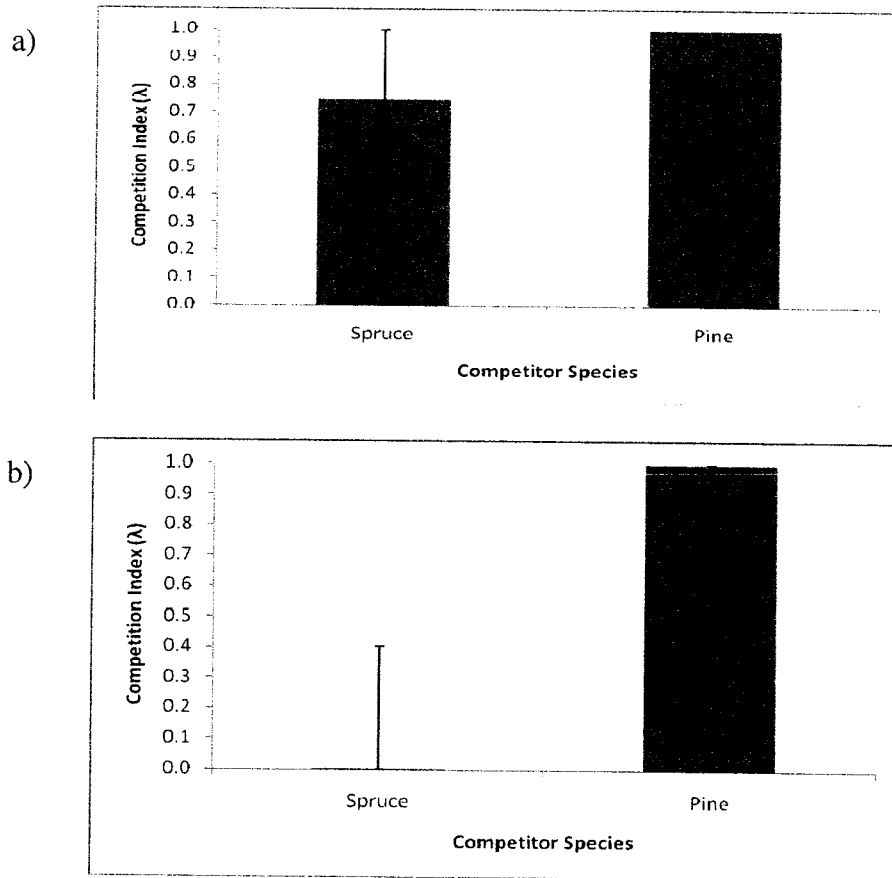 a)
Competition Index (λ)
1.0
0.9
0.8
0.7
0.6
0.5
0.4
0.3
0.2
0.1
0.0
Spruce
Pine
Competitor Species
b)
Competition Index (λ)
1.0
0.9
0.8
0.7
0.6
0.5
0.4
0.3
0.2
0.1
0.0
Spruce
Pine
Competitor Species